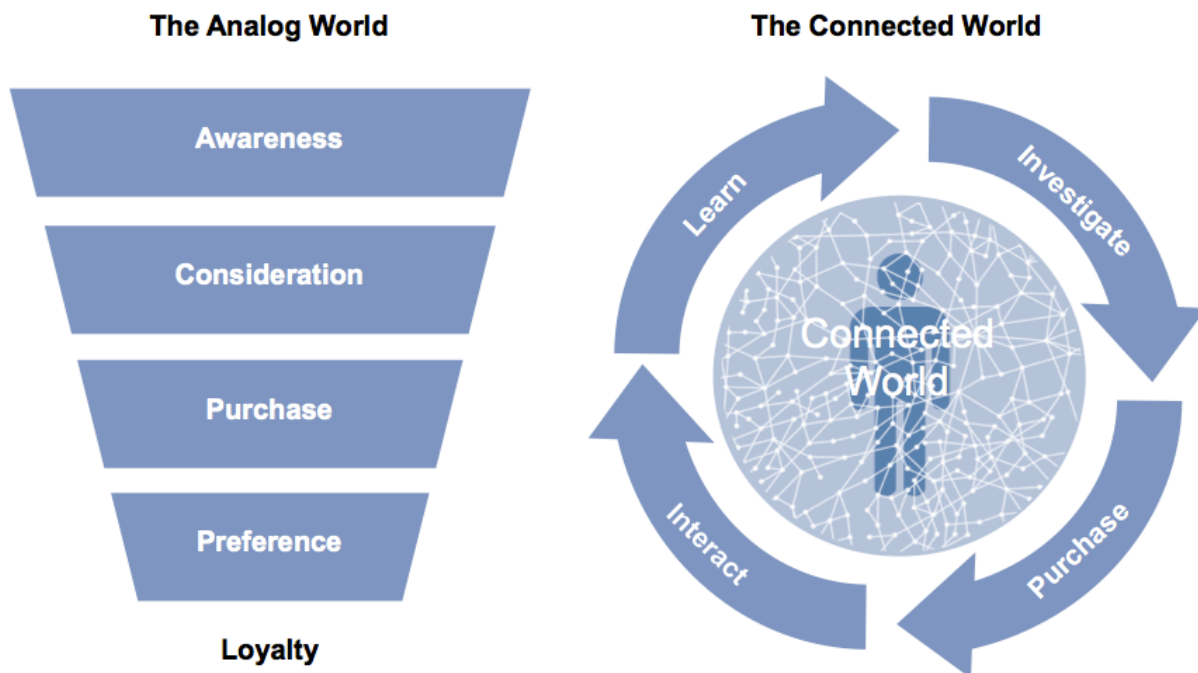 The Analog World
Awareness
Consideration
Purchase
Preference
Loyalty
The Connected World
Learn
Investigate
Purchase
Interact
Connected
World